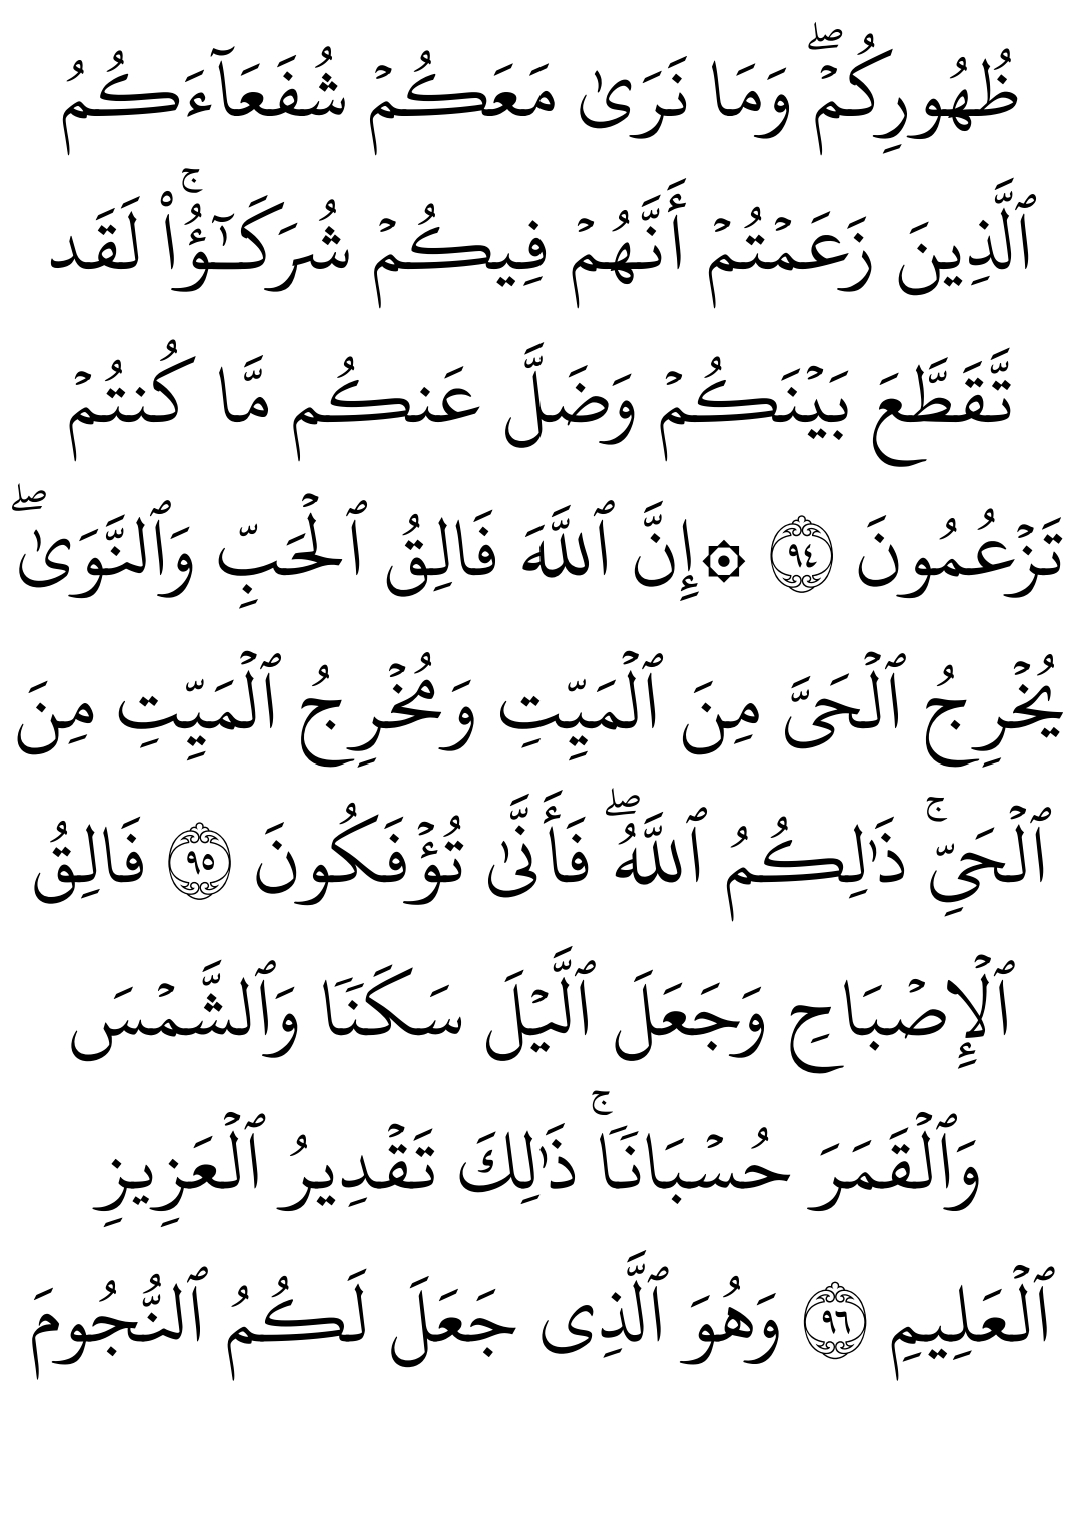 ظُهُورِكُمۡۖ وَمَا نَرَىٰ مَعَكُمۡ شُفَعَآءَكُمُ
ٱلَّذِينَ زَعَمۡتُمۡ أَنَّهُمۡ فِيكُمۡ شُرَكَـٰٓؤُا۟ۚ لَقَد
تَّقَطَّعَ بَيۡنَكُمۡ وَضَلَّ عَنكُم مَّا كُنتُمۡ
تَزۡعُمُونَ ٩٤ ۞إِنَّ ٱللَّهَ فَالِقُ ٱلۡحَبِّ وَٱلنَّوَىٰۖ
يُخۡرِجُ ٱلۡحَىَّ مِنَ ٱلۡمَيِّتِ وَمُخۡرِجُ ٱلۡمَيِّتِ مِنَ
ٱلۡحَيِّۚ ذَٰلِكُمُ ٱللَّهُۖ فَأَنَّىٰ تُؤۡفَكُونَ ٩٥ فَالِقُ
ٱلۡإِصۡبَاحِ وَجَعَلَ ٱلَّيۡلَ سَكَنࣰا وَٱلشَّمۡسَ
وَٱلۡقَمَرَ حُسۡبَانࣰاۚ ذَٰلِكَ تَقۡدِيرُ ٱلۡعَزِيزِ
ٱلۡعَلِيمِ ٩٦ وَهُوَ ٱلَّذِى جَعَلَ لَكُمُ ٱلنُّجُومَ